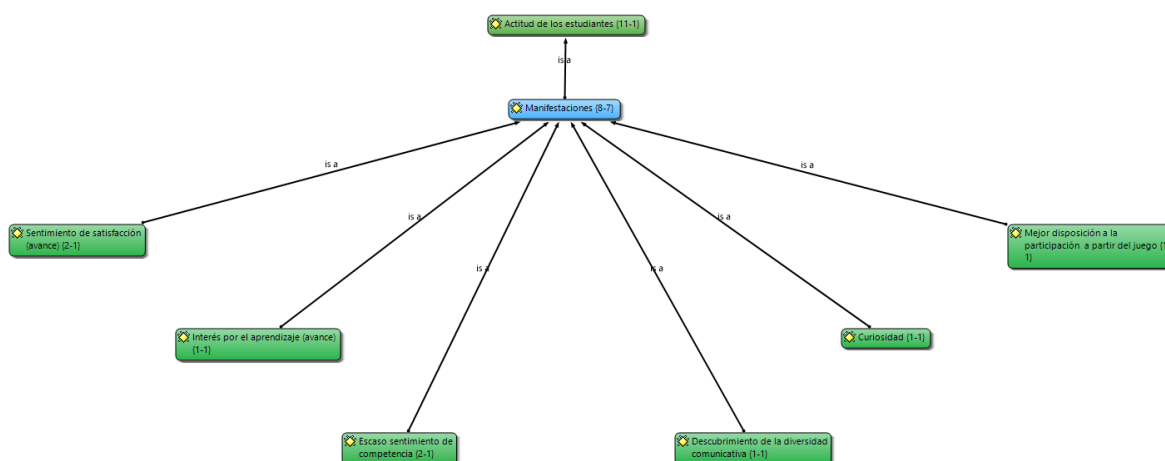 Actitud de los estudiantes {11-1}
is a
Manifestaciones {8-7}
is a
is a
is a
is a
is a
is a
Sentimiento de satisfacción
(avance) {2-1}
Mejor disposición a la
participación a partir del juego {1-
1}
Interés por el aprendizaje (avance)
{1-1}
Curiosidad {1-1}
Escaso sentimiento de
competencia {2-1}
Descubrimiento de la diversidad
comunicativa {1-1}